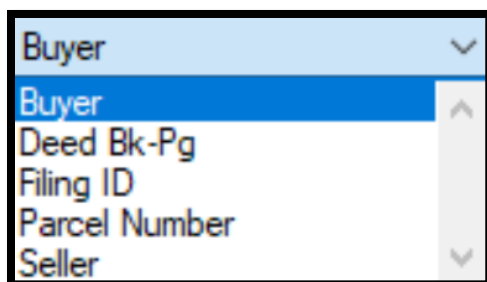 Buyer
Buyer
Deed Bk-Pg
Filing ID
Parcel Number
Seller